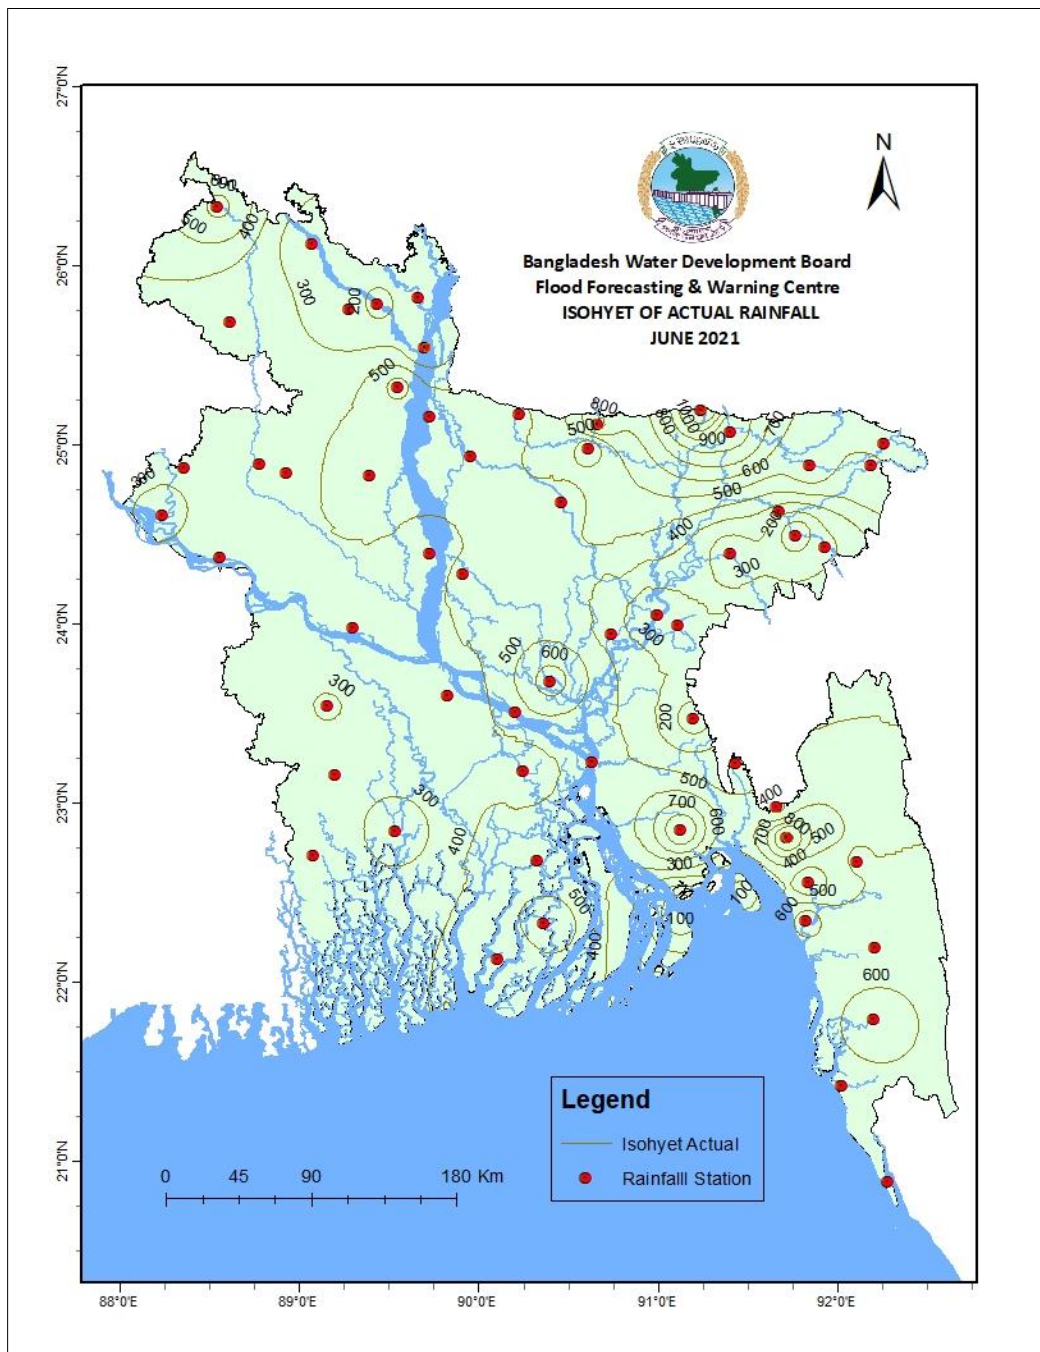 N
Bangladesh Water Development Board
Flood Forecasting & Warning Centre
ISOHYET OF ACTUAL RAINFALL
JUNE 2021
27°0'N
26°0'N
25°0'N
24°0'N
23°0'N
22°0'N
21°0'N
500
400
300
200
500
800
500
800
900
700
600
500
400
200
300
300
300
500
600
200
300
500
700
600
300
400
300
400
800
700
500
400
500
600
100
100
500
400
600
Legend
Isohyet Actual
Rainfalll Station
0 45 90 180 Km
88°0'E 89°0'E 90°0'E 91°0'E 92°0'E